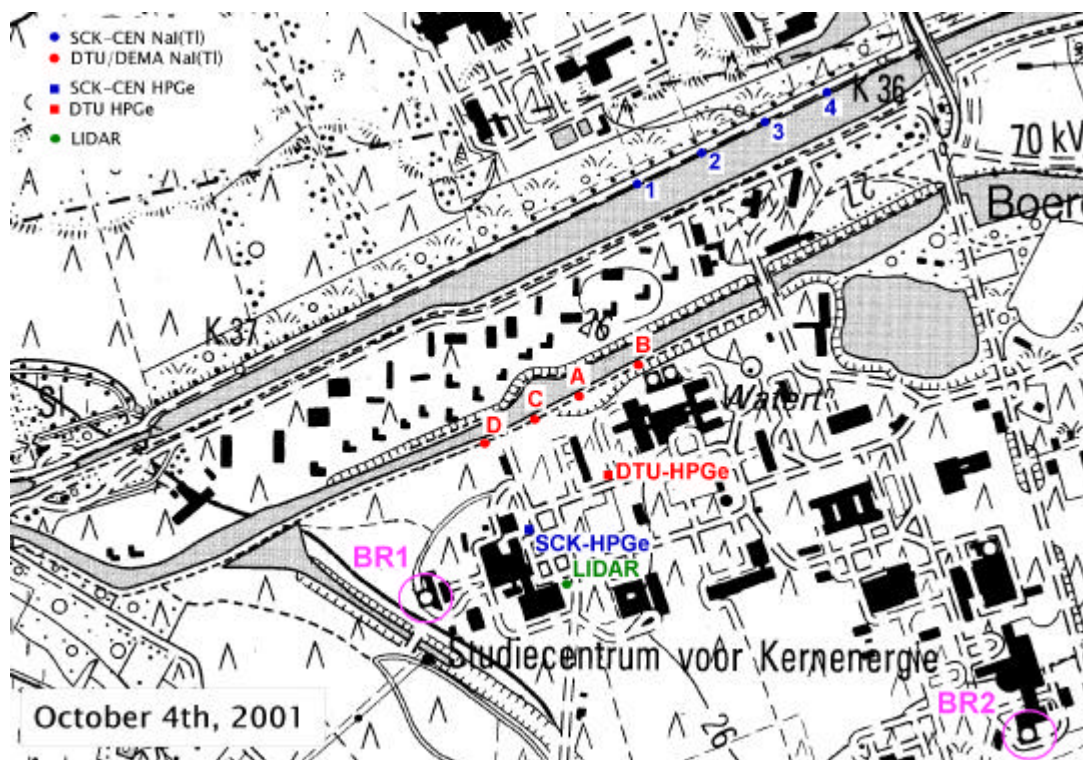 SCK-CEN NaI(Tl)
DTU/DEMA NaI(Tl)
SCK-CEN HPGe
DTU HPGe
LIDAR
K 36
4
3
2
1
70 kV
27
Boer
K 37
26
B
A
C
D
Watert
DTU-HPGe
SCK-HPGe
BR1
LIDAR
Studiecentrum voor Kernenergie
BR2
26
October 4th, 2001